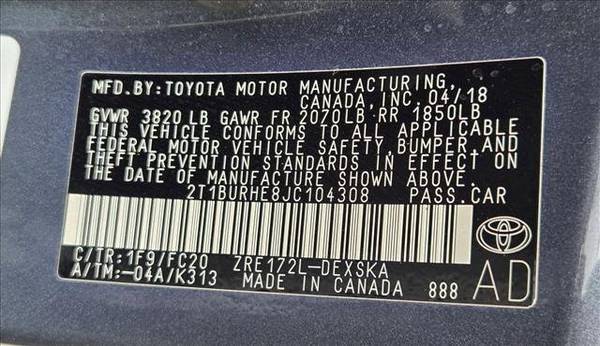 MFD. BY: TOYOTA MOTOR MANUFACTURING,
CANADA, INC. 04/18
GVWR 3820 LB GAWR FR 2070LB RR 1850LB
THIS VEHICLE CONFORMS TO ALL APPLICABLE
FEDERAL MOTOR VEHICLE SAFETY, BUMPER, AND
THEFT PREVENTION STANDARDS IN EFFECT
ON THE DATE OF MANUFACTURE SHOWN ABOVE.
2T1BURHE8JC104308 PASS. CAR
C/TR: 1F9/FC20 ZRE172L-DEXSKA
A/TM: -04A/K313 MADE IN CANADA 888
AD